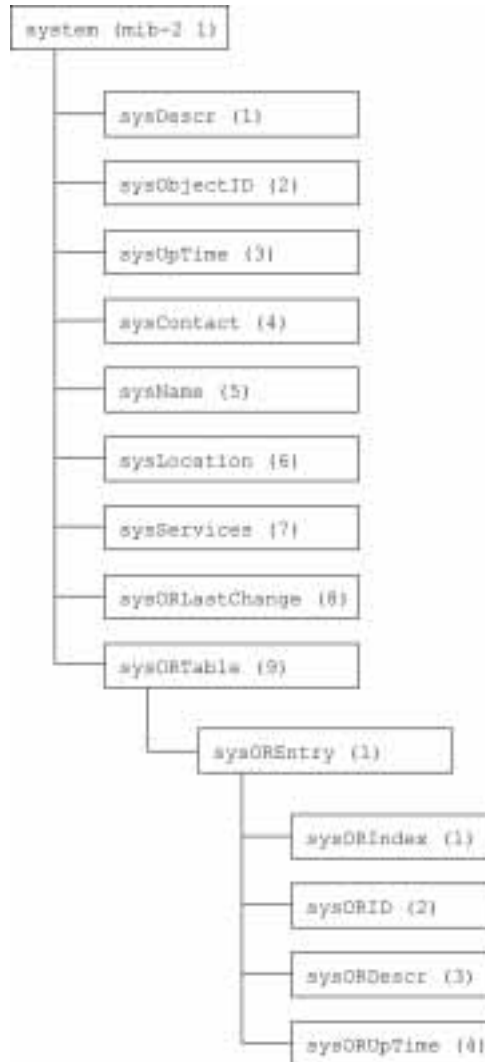 system (mib-2 1)
sysDescr (1)
sysObjectID (2)
sysUpTime (3)
sysContact (4)
sysName (5)
sysLocation (6)
sysServices (7)
sysORLastChange (8)
sysORTable (9)
sysOREntry (1)
sysORIndex (1)
sysORID (2)
sysORDescr (3)
sysORUpTime (4)